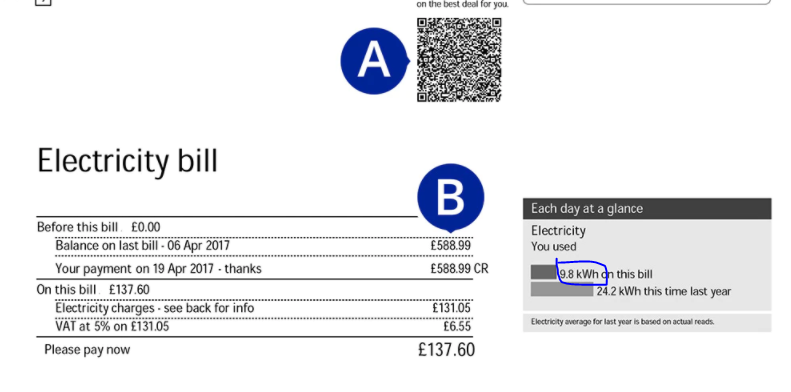 on the best deal for you.
A
Electricity bill
B
Before this bill £0.00
Balance on last bill - 06 Apr 2017 £588.99
Your payment on 19 Apr 2017 - thanks £588.99 CR
On this bill £137.60
Electricity charges - see back for info £131.05
VAT at 5% on £131.05 £6.55
Please pay now £137.60
Each day at a glance
Electricity
You used
9.8 kWh on this bill
24.2 kWh this time last year
Electricity average for last year is based on actual reads.